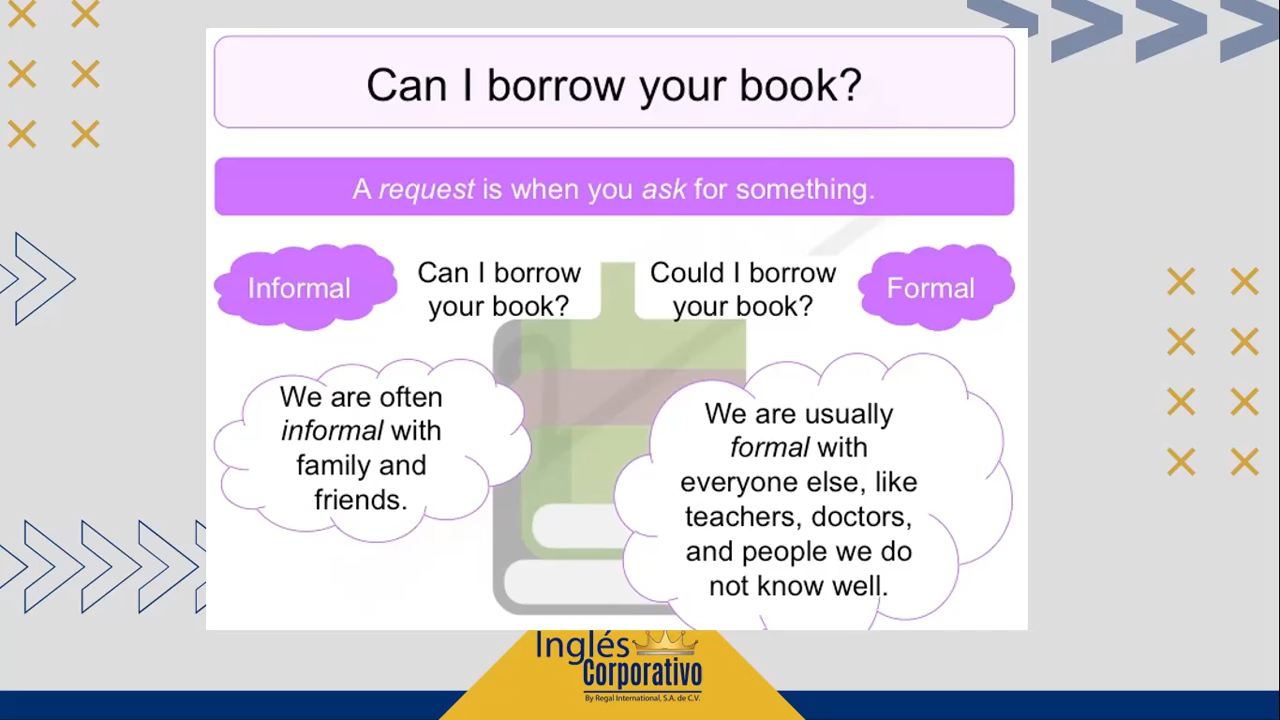 Can I borrow your book?
A request is when you ask for something.
Informal
Can I borrow
your book?
Could I borrow
your book?
Formal
We are often
informal with
family and
friends.
We are usually
formal with
everyone else, like
teachers, doctors,
and people we do
not know well.
Inglés
Corporativo
By Regal International, S.A. de C.V.